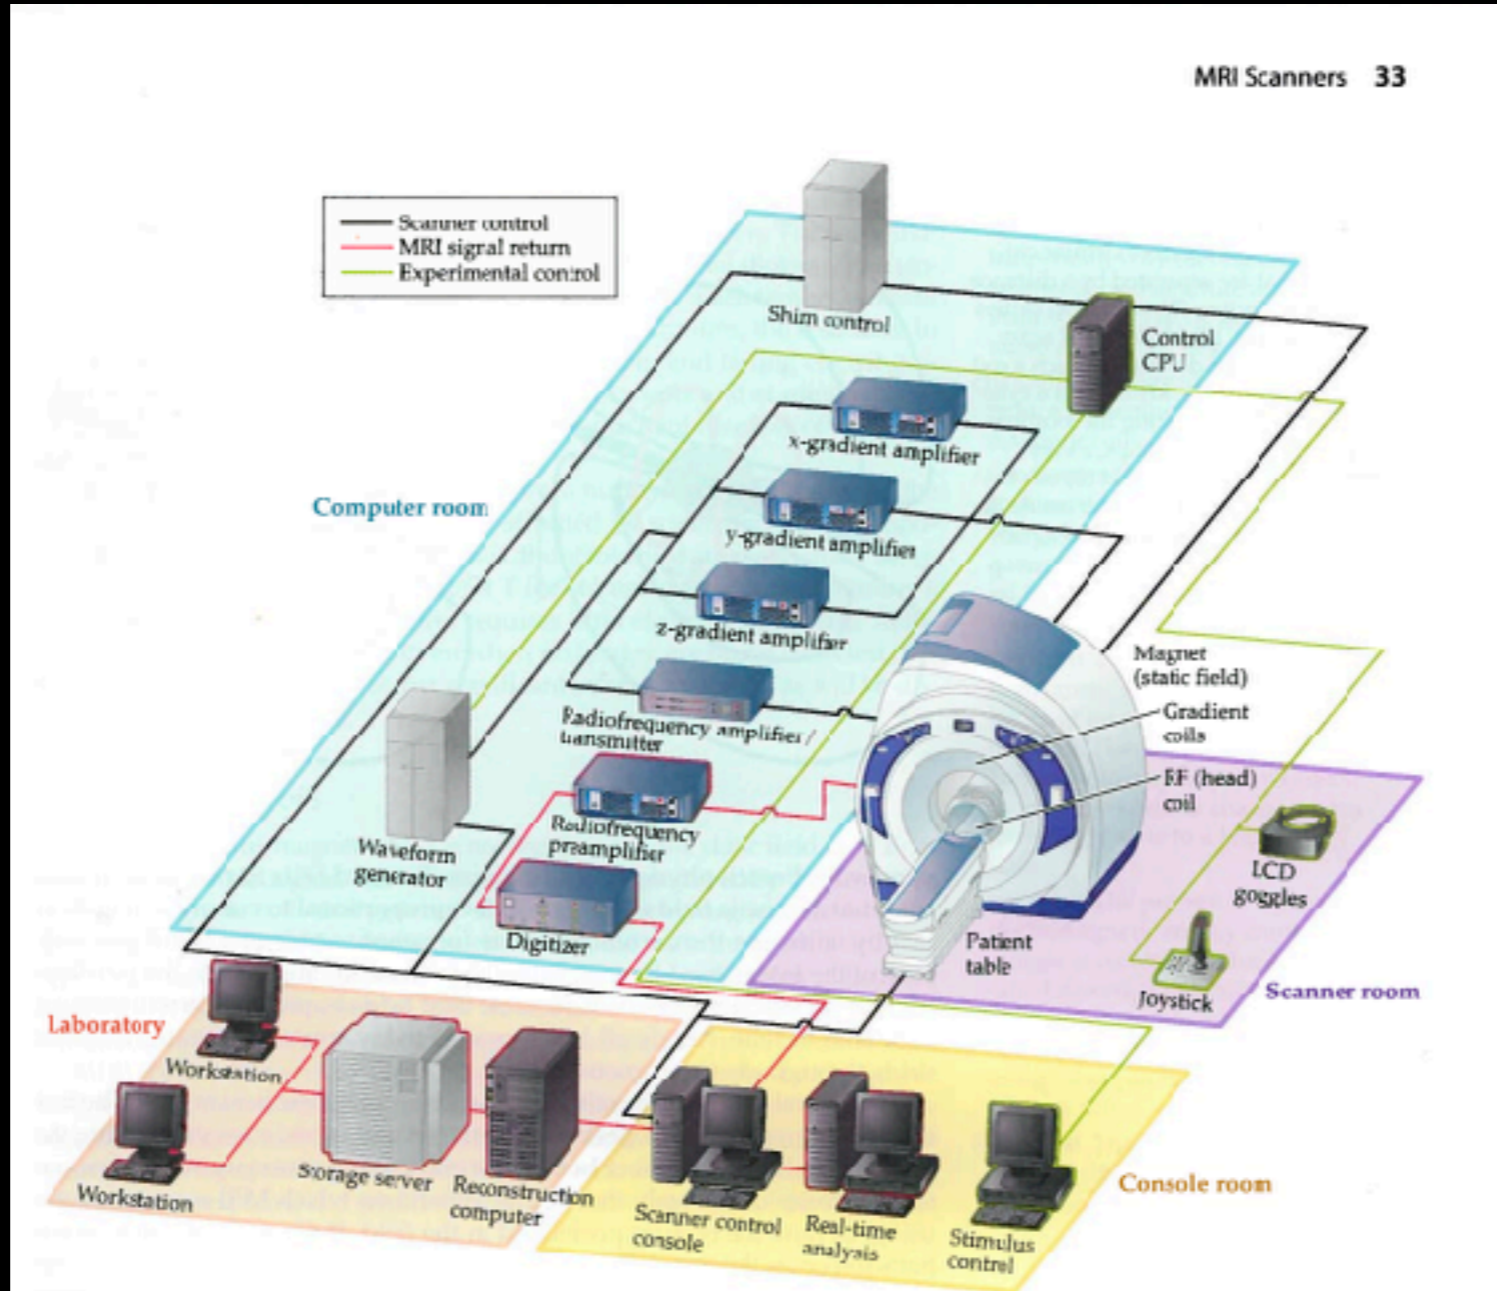 MRI Scanners 33
Scanner control
MRI signal return
Experimental control
Shim control
Control
CPU
x-gradient amplifier
Computer room
y-gradient amplifier
z-gradient amplifier
Magnet
(static field)
Gradient
coils
Radiofrequency amplifier/
transmitter
RF (head)
coil
Radiofrequency
preamplifier
Waveform
generator
LCD
goggles
Digitizer
Patient
table
Joystick
Scanner room
Laboratory
Workstation
Workstation
Storage server
Reconstruction
computer
Scanner control
console
Real-time
analysis
Stimulus
control
Console room